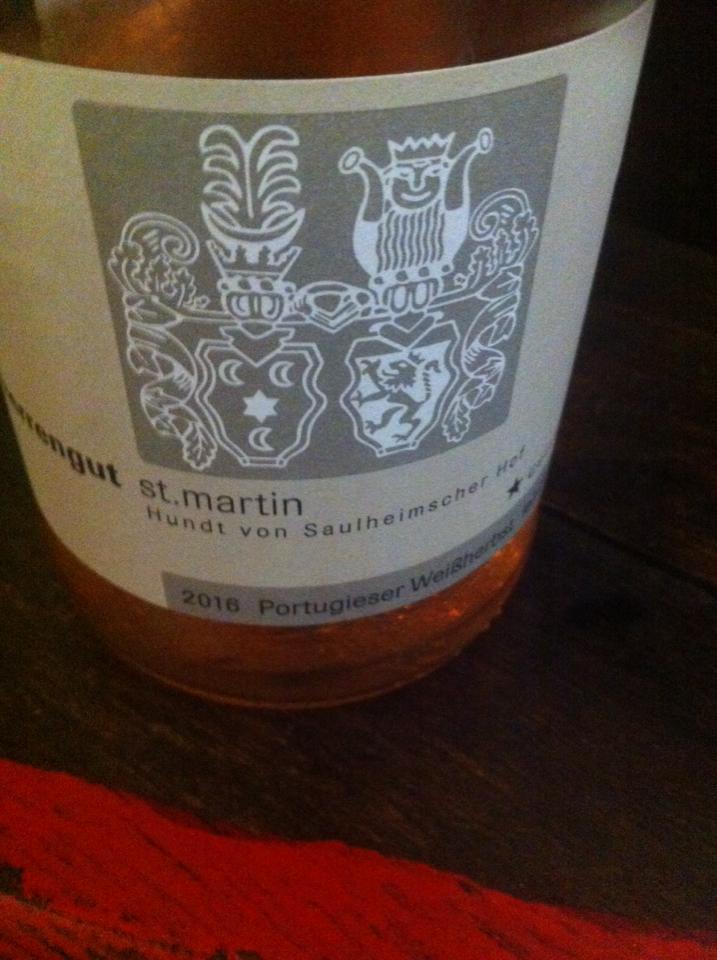 st.martin
Hundt von Saulheimscher Hof
2016 Portugieser Weißherbst